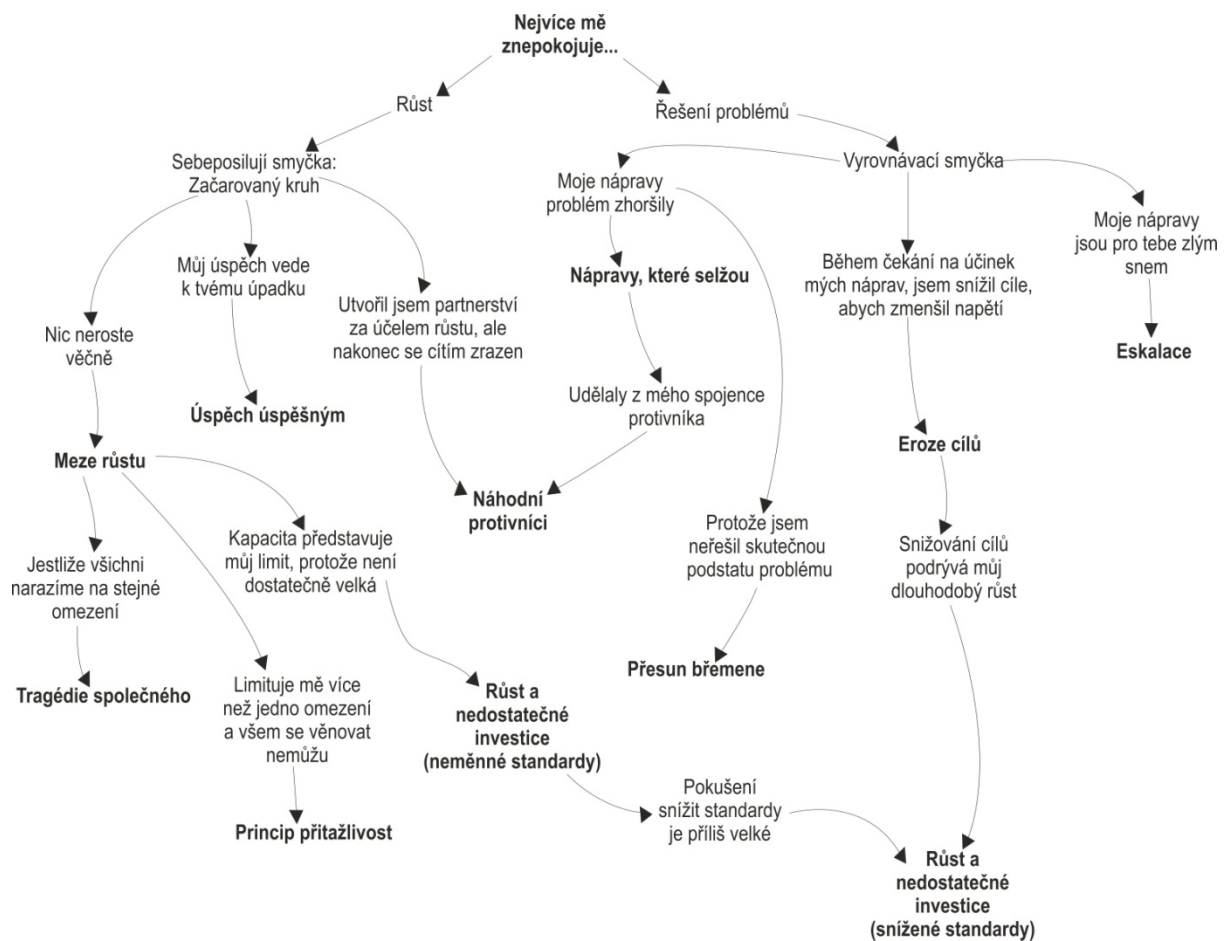 Nejvíce mě
znepokojuje...
Růst
Řešení problémů
Sebeposilují smyčka:
Začarovaný kruh
Vyrovnávací smyčka
Moje nápravy
problém zhoršily
Moje nápravy
jsou pro tebe zlým
snem
Můj úspěch vede
k tvému úpadku
Nápravy, které selžou
Během čekání na účinek
mých náprav, jsem snížil cíle,
abych zmenšil napětí
Utvořil jsem partnerství
za účelem růstu, ale
nakonec se cítím zrazen
Nic neroste
věčně
Eskalace
Úspěch úspěšným
Udělaly z mého spojence
protivníka
Meze růstu
Eroze cílů
Náhodní
protivníci
Kapacita představuje
můj limit, protože není
dostatečně velká
Protože jsem
neřešil skutečnou
podstatu problému
Snižování cílů
podrývá můj
dlouhodobý růst
Jestliže všichni
narazíme na stejné
omezení
Přesun břemene
Tragédie společného
Limituje mě více
než jedno omezení
a všem se věnovat
nemůžu
Růst a
nedostatečné
investice
(neměnné standardy)
Pokušení
snížit standardy
je příliš velké
Princip přitažlivost
Růst a
nedostatečné
investice
(snížené standardy)